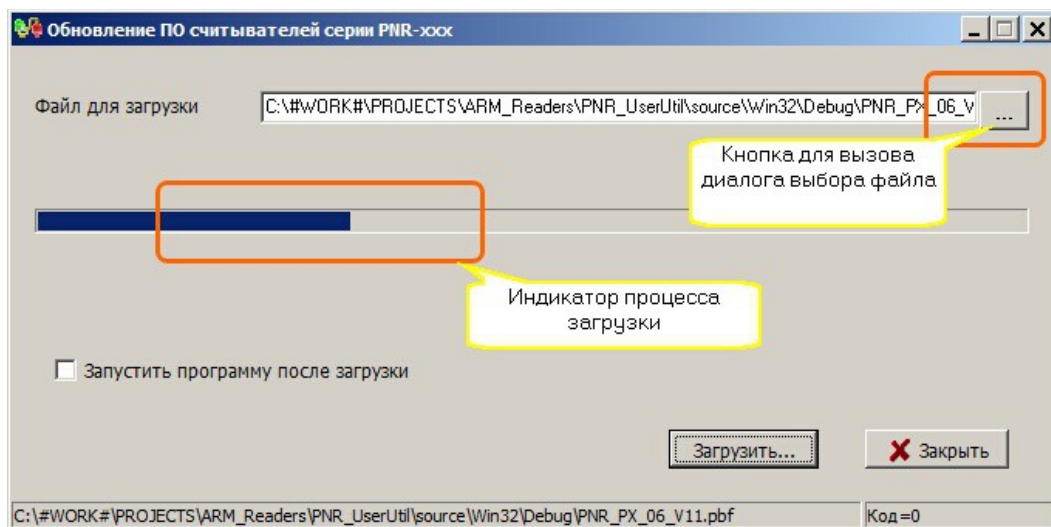 Обновление ПО считывателей серии PNR-xxx
Файл для загрузки
C:\#WORK#\PROJECTS\ARM_Readers\PNR_UserUtil\source\Win32\Debug\PNR_PX_06_V
...
Кнопка для вызова
диалога выбора файла
Индикатор процесса
загрузки
Запустить программу после загрузки
Загрузить...
Закрыть
C:\#WORK#\PROJECTS\ARM_Readers\PNR_UserUtil\source\Win32\Debug\PNR_PX_06_V11.pbf
Код=0